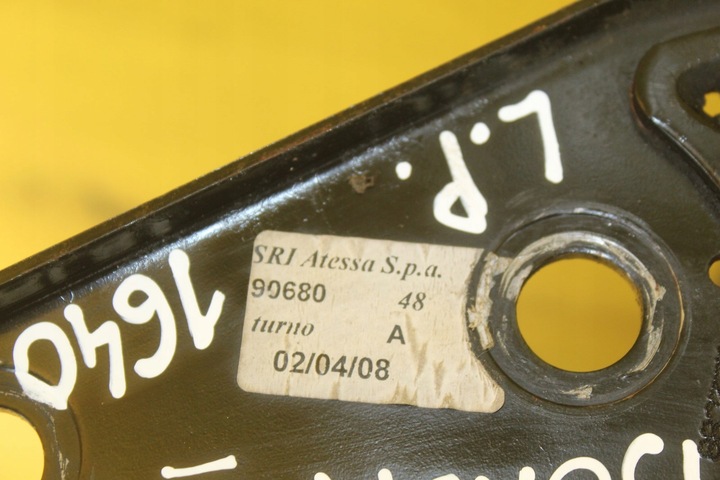 SRI Atessa S.p.a.
90680 48
turno A
02/04/08
L.P.
1640